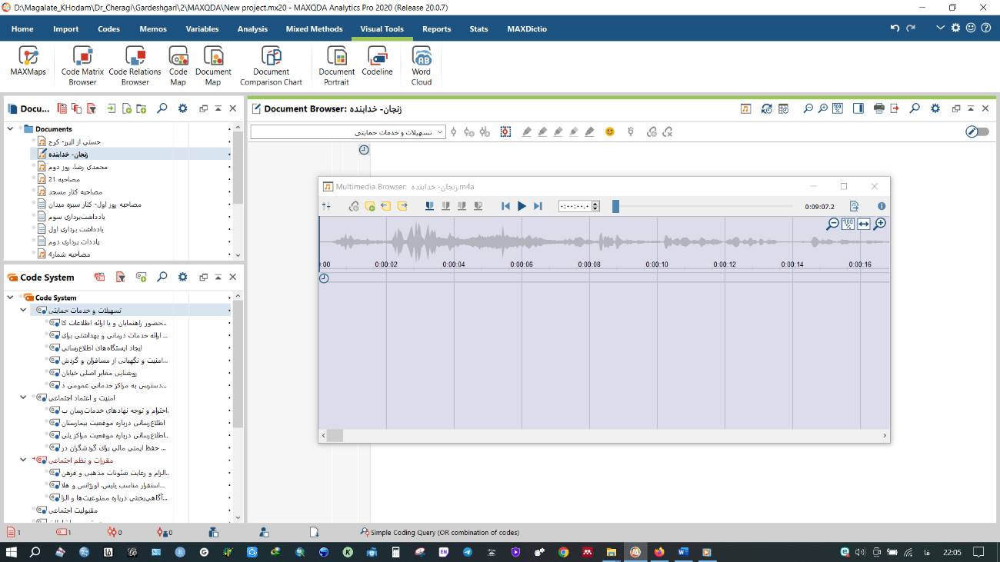 D:\Magalate_KHodam\Dr_Cheragi\Gardeshgari\2\MAXQDA\New project.mx20 - MAXQDA Analytics Pro 2020 (Release 20.0.7)
Home Import Codes Memos Variables Analysis Mixed Methods Visual Tools Reports Stats MAXDictio
MAXMaps
Code Matrix Browser
Code Relations Browser
Code Map
Document Map
Document Comparison Chart
Document Portrait
Codeline
Word Cloud
Docu...
Documents
حسنی از البرز- کرج
زنجان- خدابنده
محمدی رضا، روز دوم
مصاحبه 21
مصاحبه کنار مسجد
مصاحبه روز اول- کنار سبزه میدان
یادداشت‌برداری سوم
یادداشت برداری اول
یاددات برداری دوم
مصاحبه شمار4
Code System
Code System
تسهیلات و خدمات حمایتی
حضور راهنمایان و یا ارائه اطلاعات کا...
ارائه خدمات درمانی و بهداشتی برای ...
ایجاد ایستگاه‌های اطلاع‌رسانی
امنیت و نگهبانی از مسافران و گردش...
روشنایی معابر اصلی خیابان
دسترسی به مراکز خدماتی عمومی د...
امنیت و اعتماد اجتماعی
احترام و توجه نهادهای خدمات‌رسان ب...
اطلاع‌رسانی درباره موقعیت بیمارستان
اطلاع‌رسانی درباره موقعیت مراکز پلی...
حفظ ایمنی مالی برای گردشگران در ...
مقررات و نظم اجتماعی
الزام و رعایت شئونات مذهبی و فرهن...
استقرار مناسب پلیس، اورژانس و هلا...
آگاهی‌بخشی درباره ممنوعیت‌ها و الزا...
مقبولیت اجتماعی
Document Browser: زنجان- خدابنده
تسهیلات و خدمات حمایتی
Multimedia Browser: زنجان- خدابنده.m4a
0:09:07.2
100 %
:00 0:00:02 0:00:04 0:00:06 0:00:08 0:00:10 0:00:12 0:00:14 0:00:16
1 1 0 0 Simple Coding Query (OR combination of codes)
EN
فا 22:05